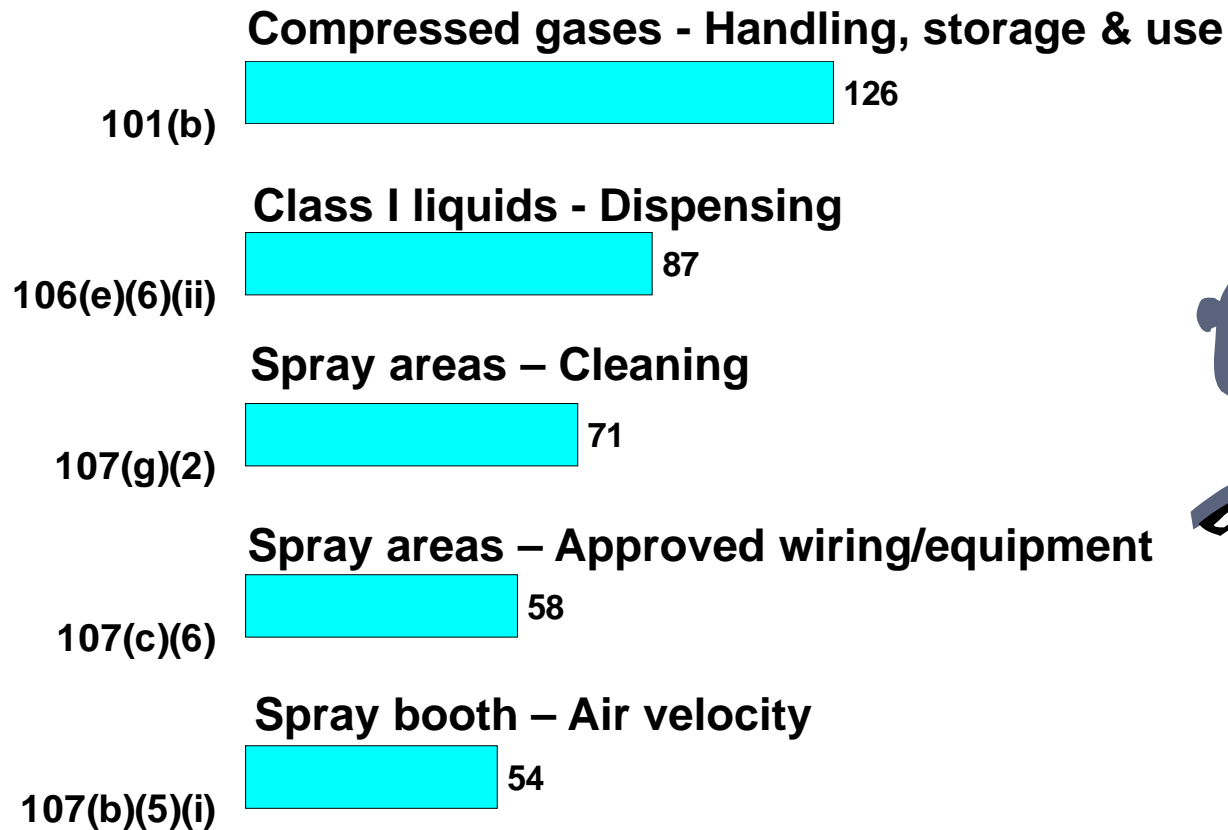 Compressed gases - Handling, storage & use
101(b)
126
Class I liquids - Dispensing
106(e)(6)(ii)
87
Spray areas – Cleaning
107(g)(2)
71
Spray areas – Approved wiring/equipment
107(c)(6)
58
Spray booth – Air velocity
107(b)(5)(i)
54